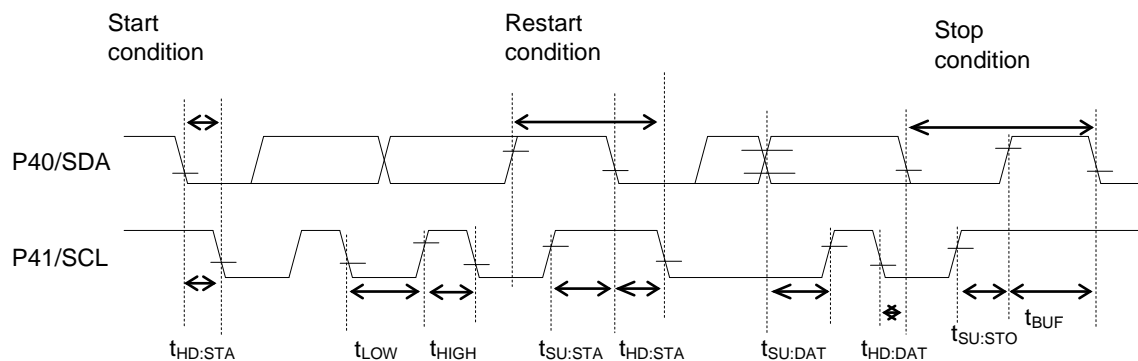 Start
condition
Restart
condition
Stop
condition
P40/SDA
P41/SCL
tHD:STA
tLOW
tHIGH
tSU:STA
tHD:STA
tSU:DAT
tHD:DAT
tSU:STO
tBUF